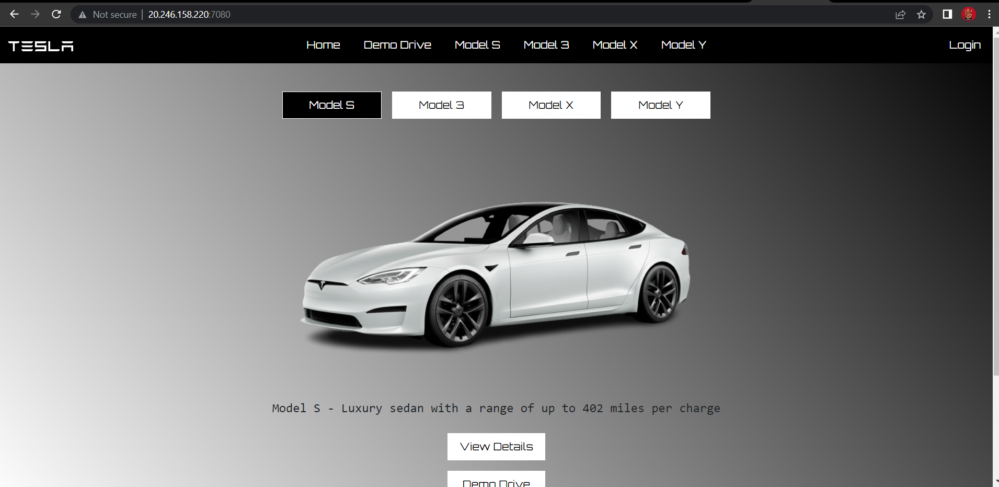 Not secure | 20.246.158.220:7080
TESLA Home Demo Drive Model S Model 3 Model X Model Y Login
Model S Model 3 Model X Model Y
Model S - Luxury sedan with a range of up to 402 miles per charge
View Details
Demo Drive